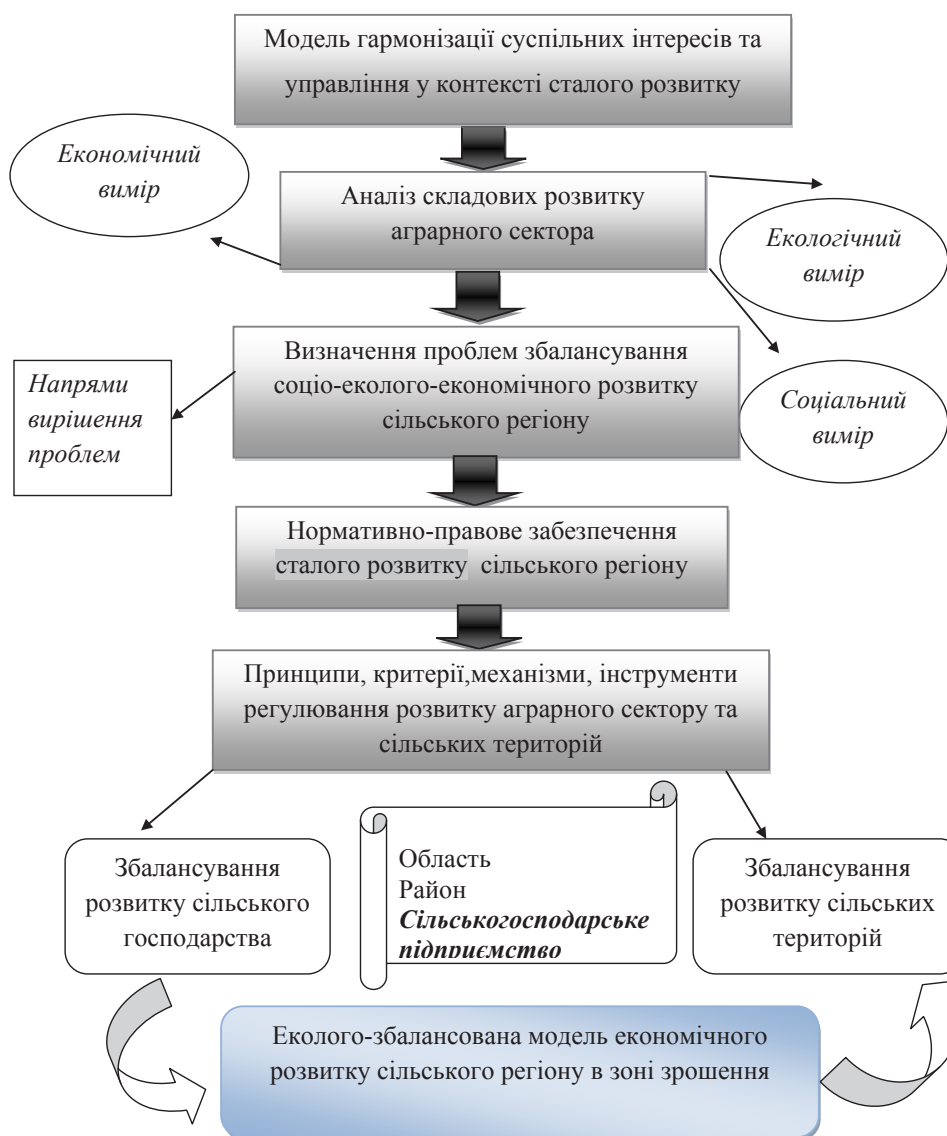 Модель гармонізації суспільних інтересів та
управління у контексті сталого розвитку
Економічний
вимір
Аналіз складових розвитку
аграрного сектора
Екологічний
вимір
Визначення проблем збалансування
соціо-еколого-економічного розвитку
сільського регіону
Напрями
вирішення
проблем
Соціальний
вимір
Нормативно-правове забезпечення
сталого розвитку сільського регіону
Принципи, критерії,механізми, інструменти
регулювання розвитку аграрного сектору та
сільських територій
Збалансування
розвитку сільського
господарства
Область
Район
Сільськогосподарське
підприємство
Збалансування
розвитку сільських
територій
Еколого-збалансована модель економічного
розвитку сільського регіону в зоні зрошення